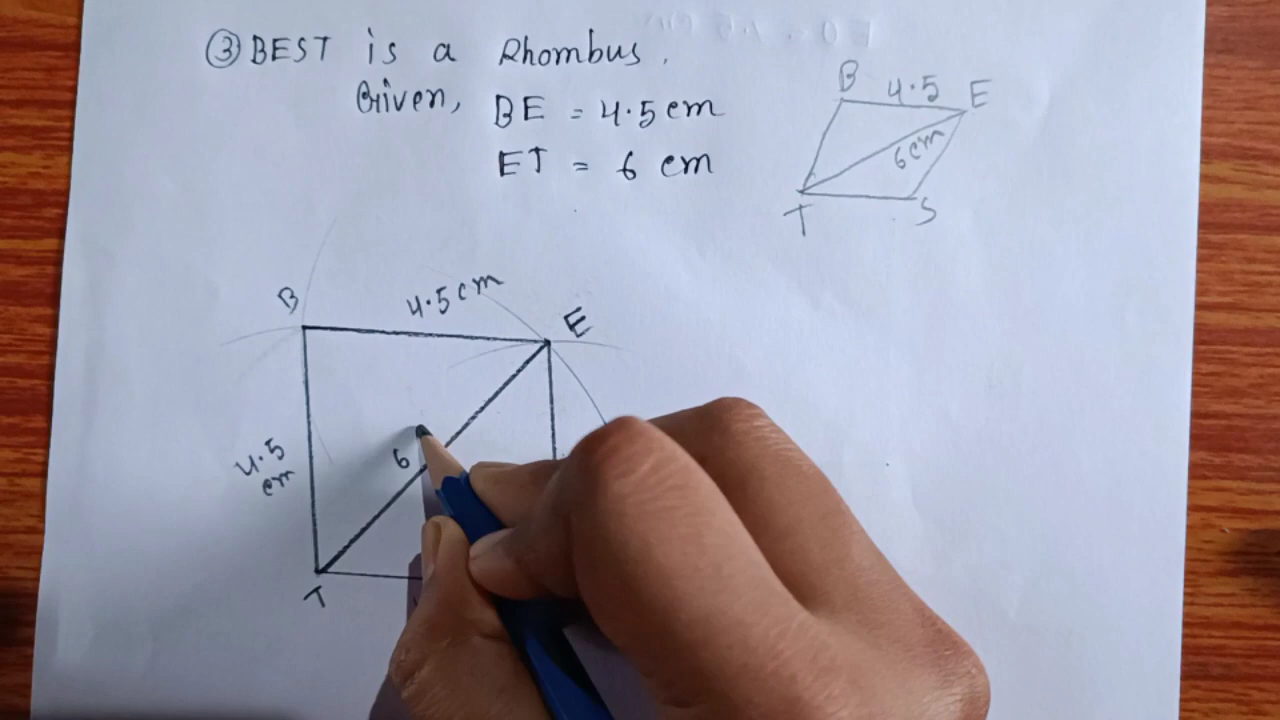 ③ BEST is a Rhombus.
Given, BE = 4.5 cm
ET = 6 cm
B 4.5 E
6cm
T S
B 4.5 cm E
4.5 cm
6
T